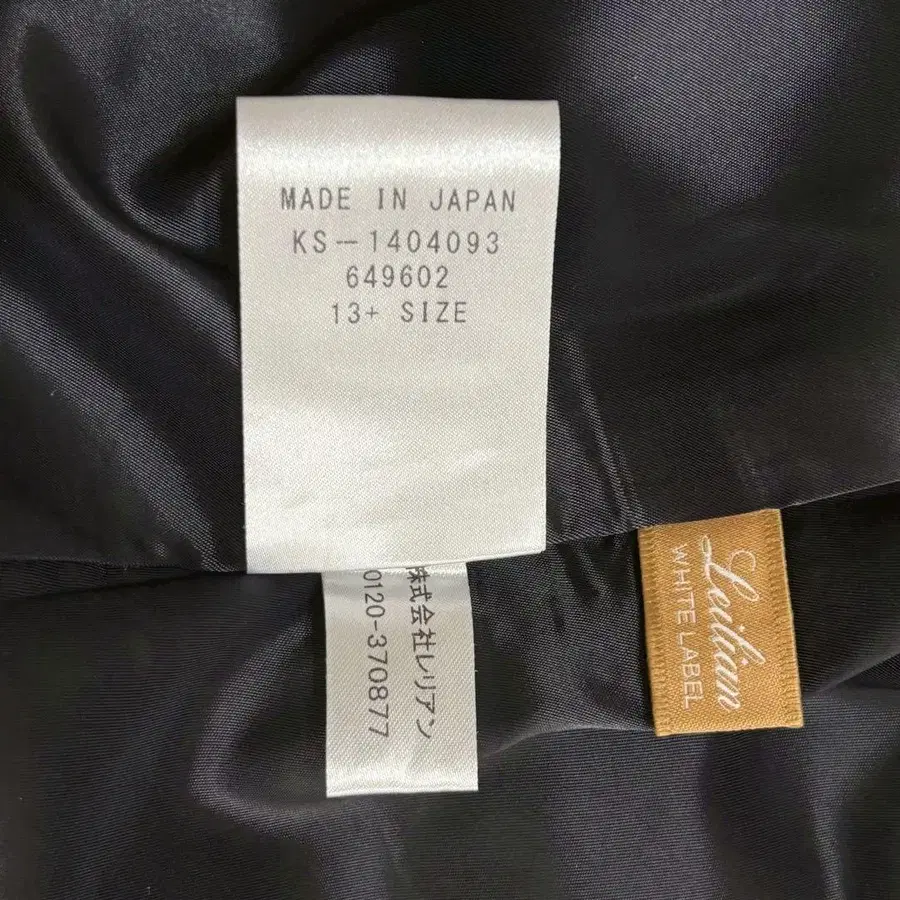 MADE IN JAPAN
KS-1404093
649602
13+ SIZE
株式会社レリアン
0120-370877
Leilian
WHITE LABEL